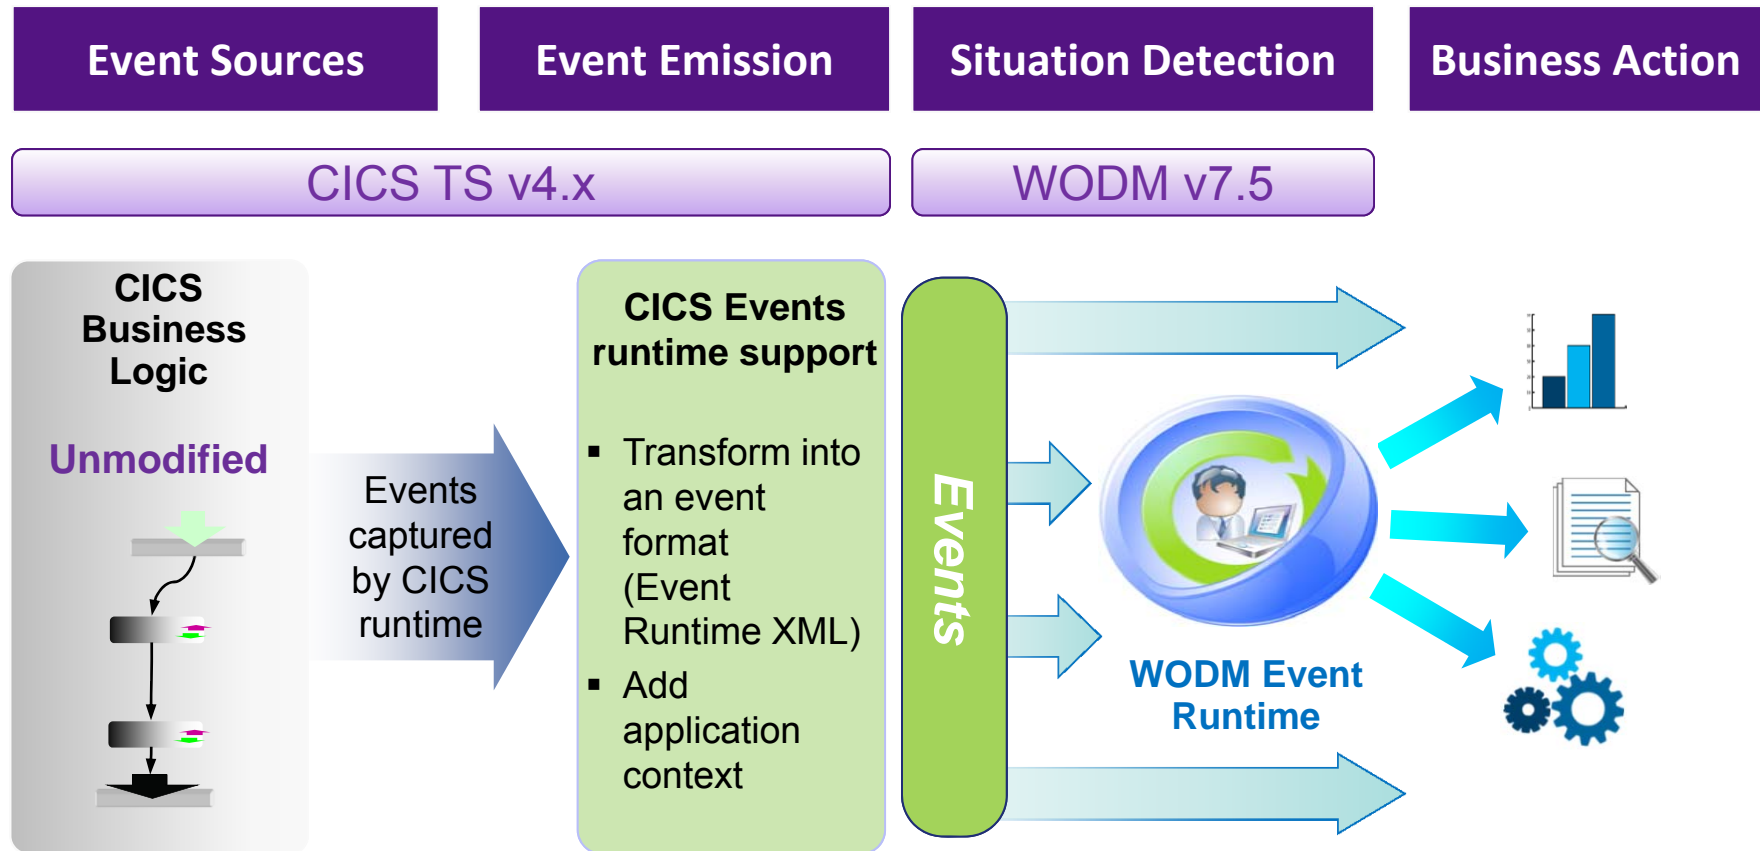 Event Sources
Event Emission
Situation Detection
Business Action
CICS TS v4.x
WODM v7.5
CICS
Business
Logic
Unmodified
Events
captured
by CICS
runtime
CICS Events
runtime support
▪ Transform into
an event
format
(Event
Runtime XML)
▪ Add
application
context
Events
WODM Event
Runtime